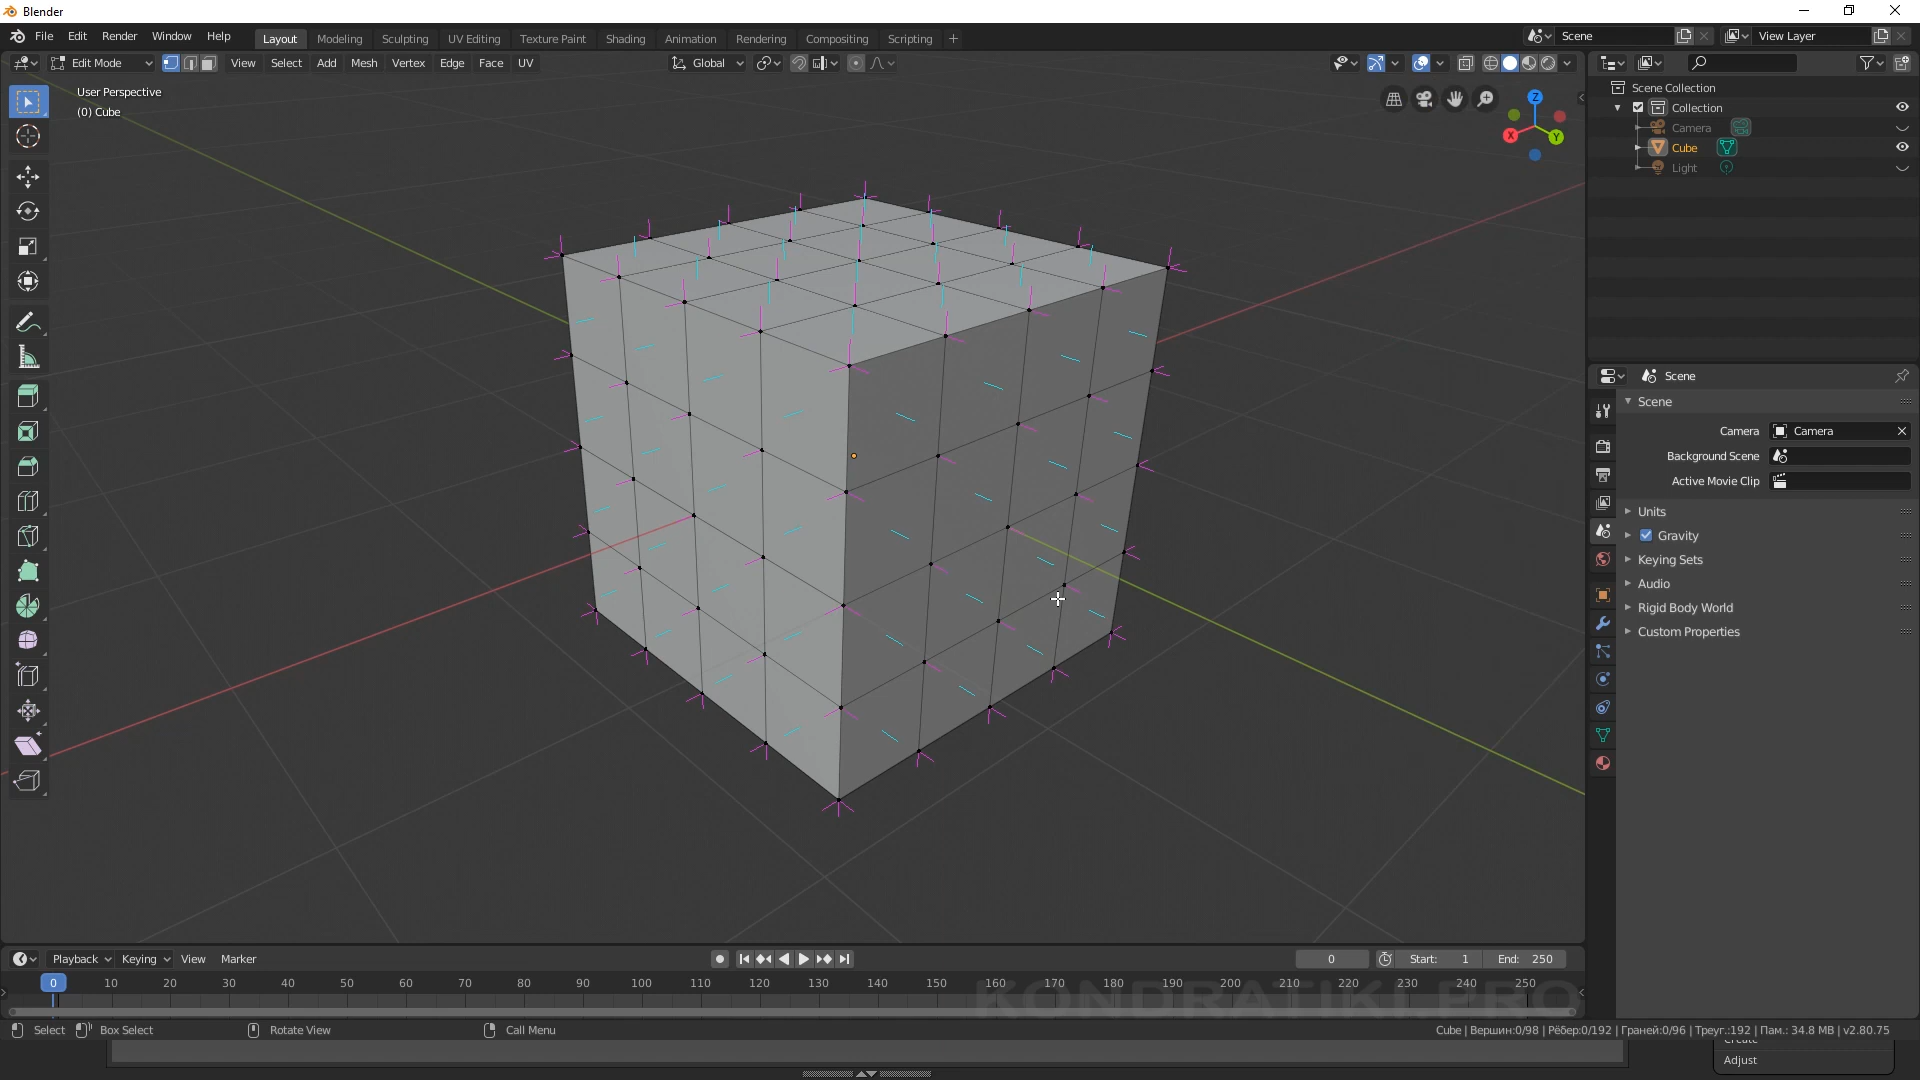 Blender
File Edit Render Window Help Layout Modeling Sculpting UV Editing Texture Paint Shading Animation Rendering Compositing Scripting + Scene View Layer
Edit Mode View Select Add Mesh Vertex Edge Face UV Global
User Perspective
(0) Cube
Z
X
Y
Scene Collection
Collection
Camera
Cube
Light
Scene
Scene
Camera Camera
Background Scene
Active Movie Clip
Units
Gravity
Keying Sets
Audio
Rigid Body World
Custom Properties
Playback Keying View Marker 0 Start: 1 End: 250
0 10 20 30 40 50 60 70 80 90 100 110 120 130 140 150 160 170 180 190 200 210 220 230 240 250
KONDRATIKI.PRO
Select Box Select Rotate View Call Menu Cube | Вершин:0/98 | Рёбер:0/192 | Граней:0/96 | Треуг.:192 | Пам.: 34.8 MB | v2.80.75
Create
Adjust